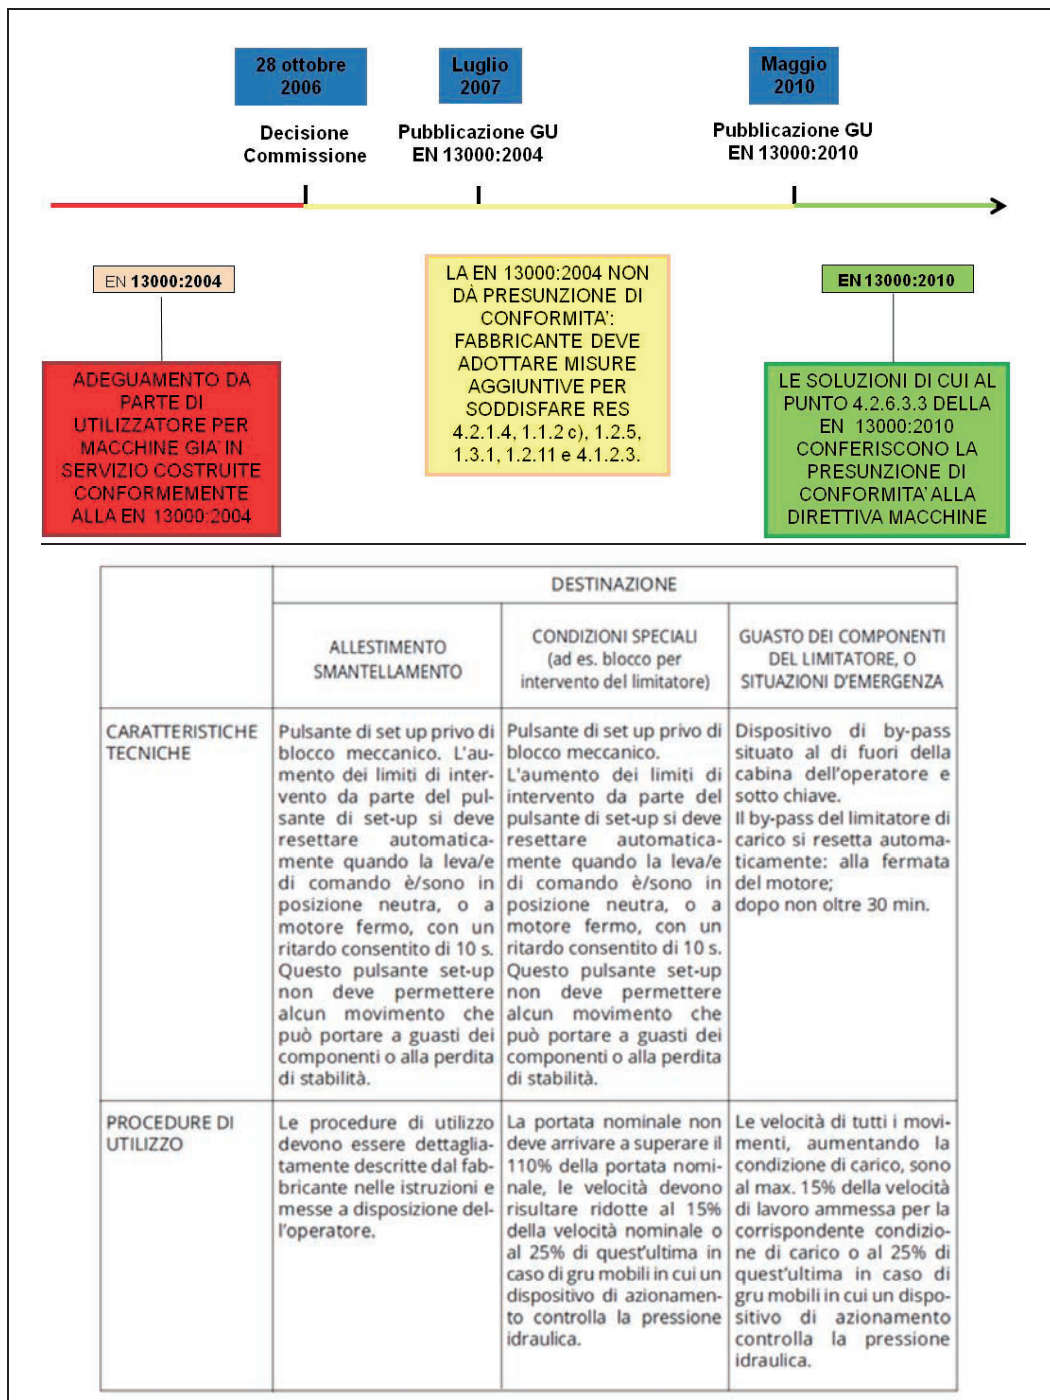 28 ottobre
2006
Luglio
2007
Maggio
2010
Decisione
Commissione
Pubblicazione GU
EN 13000:2004
Pubblicazione GU
EN 13000:2010
EN 13000:2004
ADEGUAMENTO DA
PARTE DI
UTILIZZATORE PER
MACCHINE GIA' IN
SERVIZIO COSTRUITE
CONFORMEMENTE
ALLA EN 13000:2004
LA EN 13000:2004 NON
DÀ PRESUNZIONE DI
CONFORMITA':
FABBRICANTE DEVE
ADOTTARE MISURE
AGGIUNTIVE PER
SODDISFARE RES
4.2.1.4, 1.1.2 c), 1.2.5,
1.3.1, 1.2.11 e 4.1.2.3.
EN 13000:2010
LE SOLUZIONI DI CUI AL
PUNTO 4.2.6.3.3 DELLA
EN 13000:2010
CONFERISCONO LA
PRESUNZIONE DI
CONFORMITA' ALLA
DIRETTIVA MACCHINE
DESTINAZIONE
ALLESTIMENTO
SMANTELLAMENTO
CONDIZIONI SPECIALI
(ad es. blocco per
intervento del limitatore)
GUASTO DEI COMPONENTI
DEL LIMITATORE, O
SITUAZIONI D'EMERGENZA
CARATTERISTICHE
TECNICHE
Pulsante di set up privo di
blocco meccanico. L'au-
mento dei limiti di inter-
vento da parte del pul-
sante di set-up si deve
resettare automatica-
mente quando la leva/e
di comando è/sono in
posizione neutra, o a
motore fermo, con un
ritardo consentito di 10 s.
Questo pulsante set-up
non deve permettere
alcun movimento che
può portare a guasti dei
componenti o alla perdita
di stabilità.
Pulsante di set up privo di
blocco meccanico.
L'aumento dei limiti di
intervento da parte del
pulsante di set-up si deve
resettare automatica-
mente quando la leva/e
di comando è/sono in
posizione neutra, o a
motore fermo, con un
ritardo consentito di 10 s.
Questo pulsante set-up
non deve permettere
alcun movimento che
può portare a guasti dei
componenti o alla perdita
di stabilità.
Dispositivo di by-pass
situato al di fuori della
cabina dell'operatore e
sotto chiave.
Il by-pass del limitatore di
carico si resetta automa-
ticamente: alla fermata
del motore;
dopo non oltre 30 min.
PROCEDURE DI
UTILIZZO
Le procedure di utilizzo
devono essere dettaglia-
tamente descritte dal fab-
bricante nelle istruzioni e
messe a disposizione del-
l'operatore.
La portata nominale non
deve arrivare a superare il
110% della portata nomi-
nale, le velocità devono
risultare ridotte al 15%
della velocità nominale o
al 25% di quest'ultima in
caso di gru mobili in cui un
dispositivo di azionamen-
to controlla la pressione
idraulica.
Le velocità di tutti i movi-
menti, aumentando la
condizione di carico, sono
al max. 15% della velocità
di lavoro ammessa per la
corrispondente condizio-
ne di carico o al 25% di
quest'ultima in caso di
gru mobili in cui un dispo-
sitivo di azionamento
controlla la pressione
idraulica.